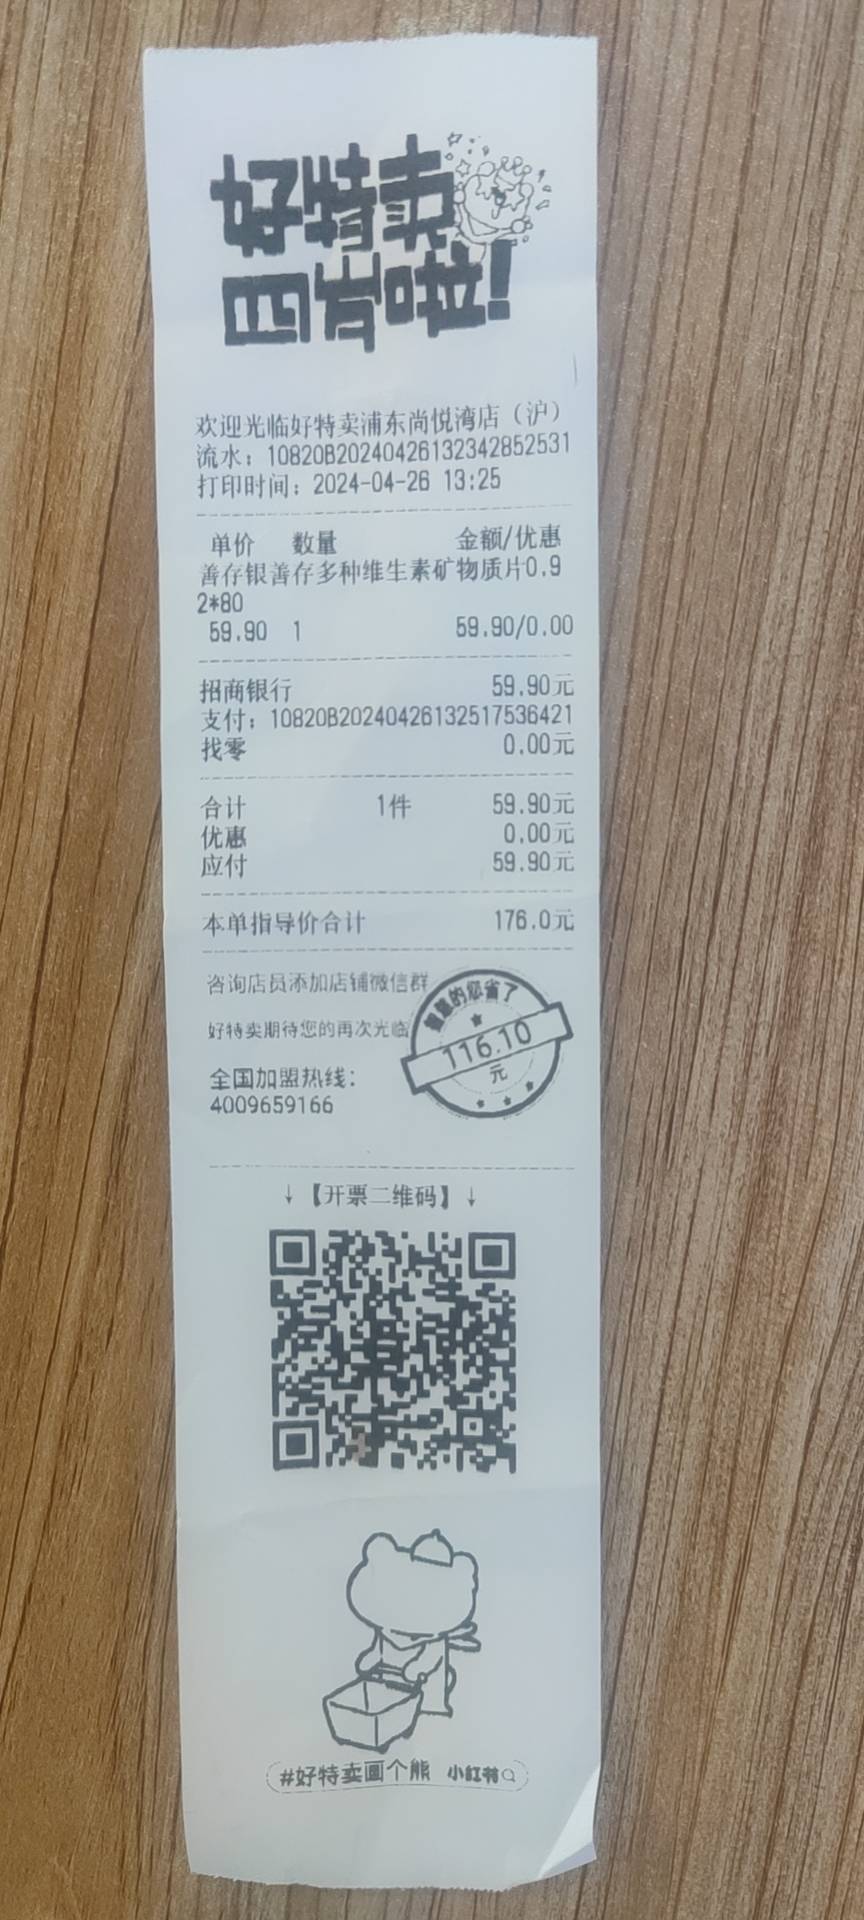 好特卖
月上啦!
欢迎光临好特卖浦东尚悦湾店（沪）
流水：10820B20240426132342852531
打印时间：2024-04-26 13:25
单价 数量 金额/优惠
善存银善存多种维生素矿物质片0.9
2*80
59.90 1 59.90/0.00
招商银行 59.90元
支付：10820B20240426132517536421
找零 0.00元
合计 1件 59.90元
优惠 0.00元
应付 59.90元
本单指导价合计 176.0元
咨询店员添加店铺微信群
好特卖期待您的再次光临
全国加盟热线：
4009659166
的您省了
116.10
元
↓【开票二维码】↓
#好特卖画个熊 小红书